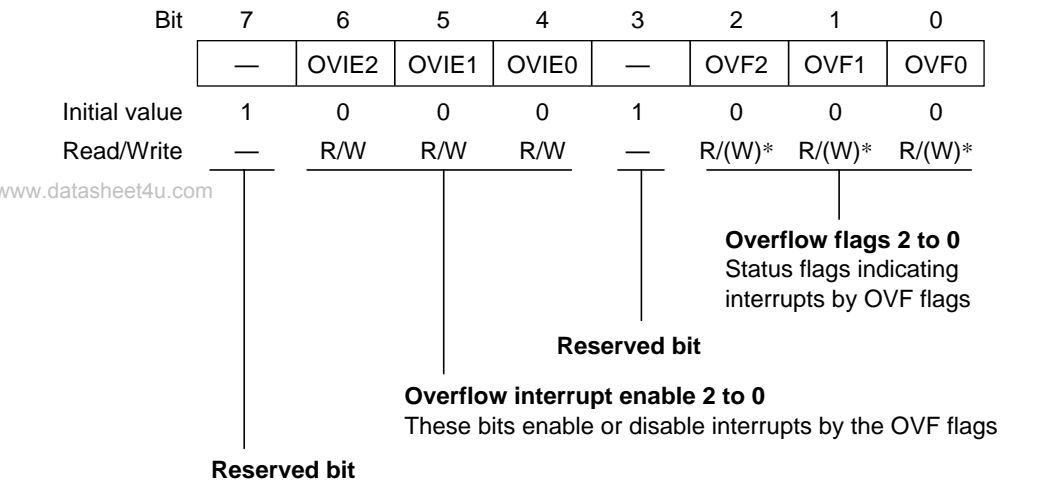 Bit 7 6 5 4 3 2 1 0
— OVIE2 OVIE1 OVIE0 — OVF2 OVF1 OVF0
Initial value 1 0 0 0 1 0 0 0
Read/Write — R/W R/W R/W — R/(W)* R/(W)* R/(W)*
www.datasheet4u.com
Overflow flags 2 to 0
Status flags indicating
interrupts by OVF flags
Reserved bit
Overflow interrupt enable 2 to 0
These bits enable or disable interrupts by the OVF flags
Reserved bit